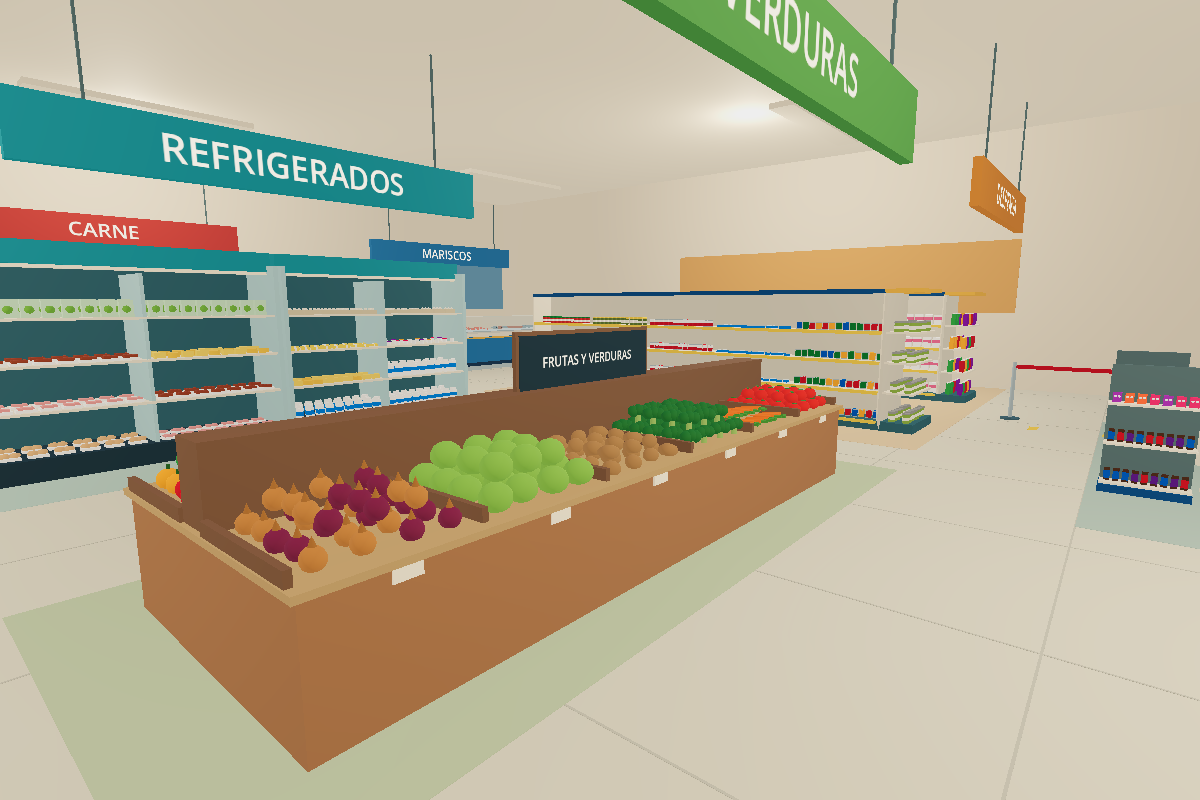 VERDURAS
REFRIGERADOS
CARNE
MARISCOS
FRUTAS Y VERDURAS